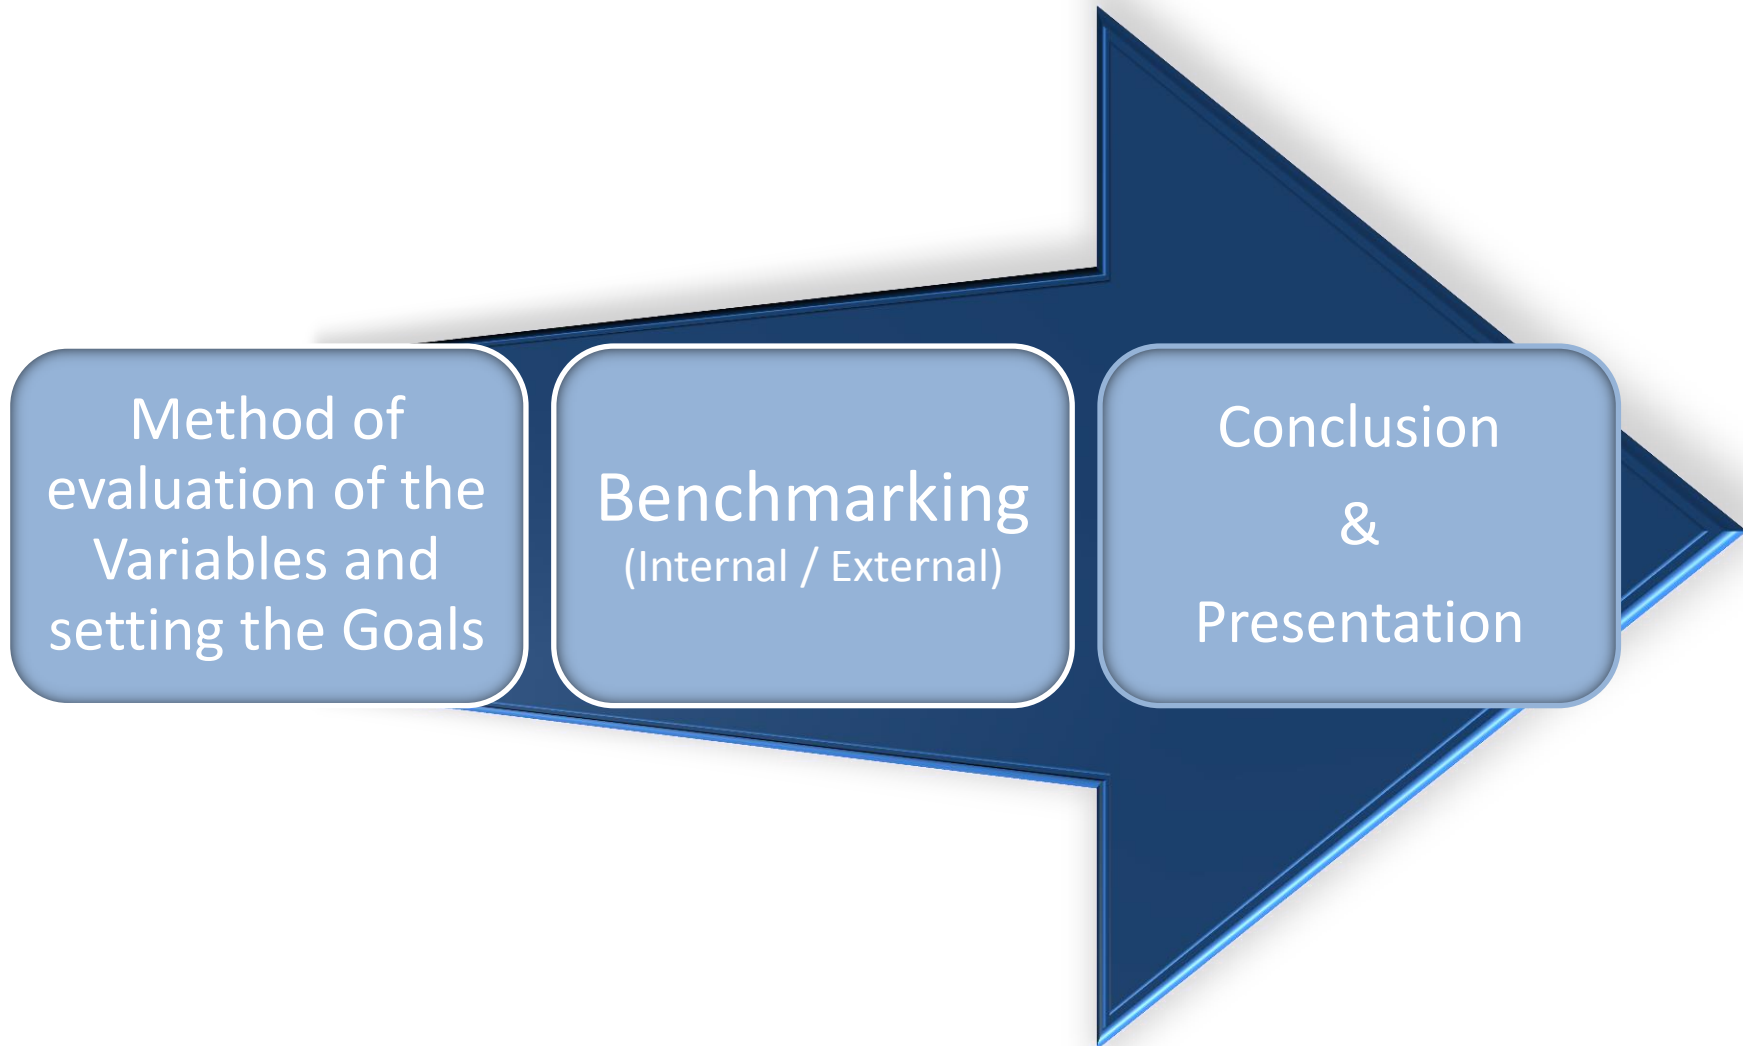 Method of
evaluation of the
Variables and
setting the Goals
Benchmarking
(Internal / External)
Conclusion
&
Presentation